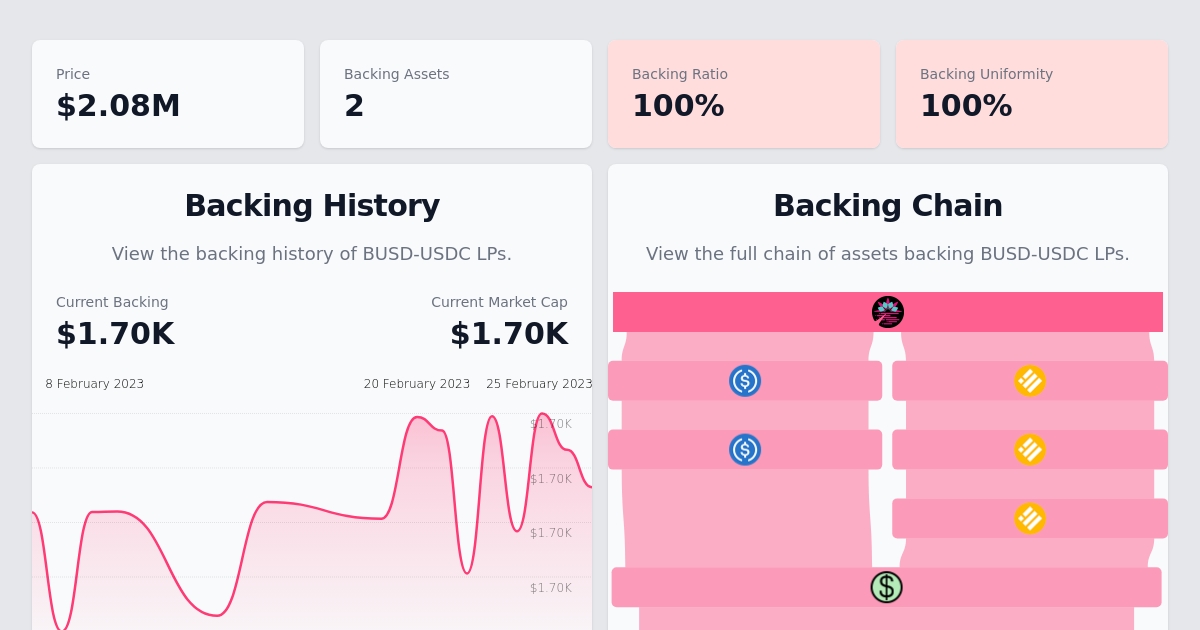 Price
$2.08M
Backing Assets
2
Backing Ratio
100%
Backing Uniformity
100%
Backing History
View the backing history of BUSD-USDC LPs.
Current Backing
$1.70K
Current Market Cap
$1.70K
8 February 2023
20 February 2023
25 February 2023
$1.70K
$1.70K
$1.70K
$1.70K
Backing Chain
View the full chain of assets backing BUSD-USDC LPs.
$
$
$